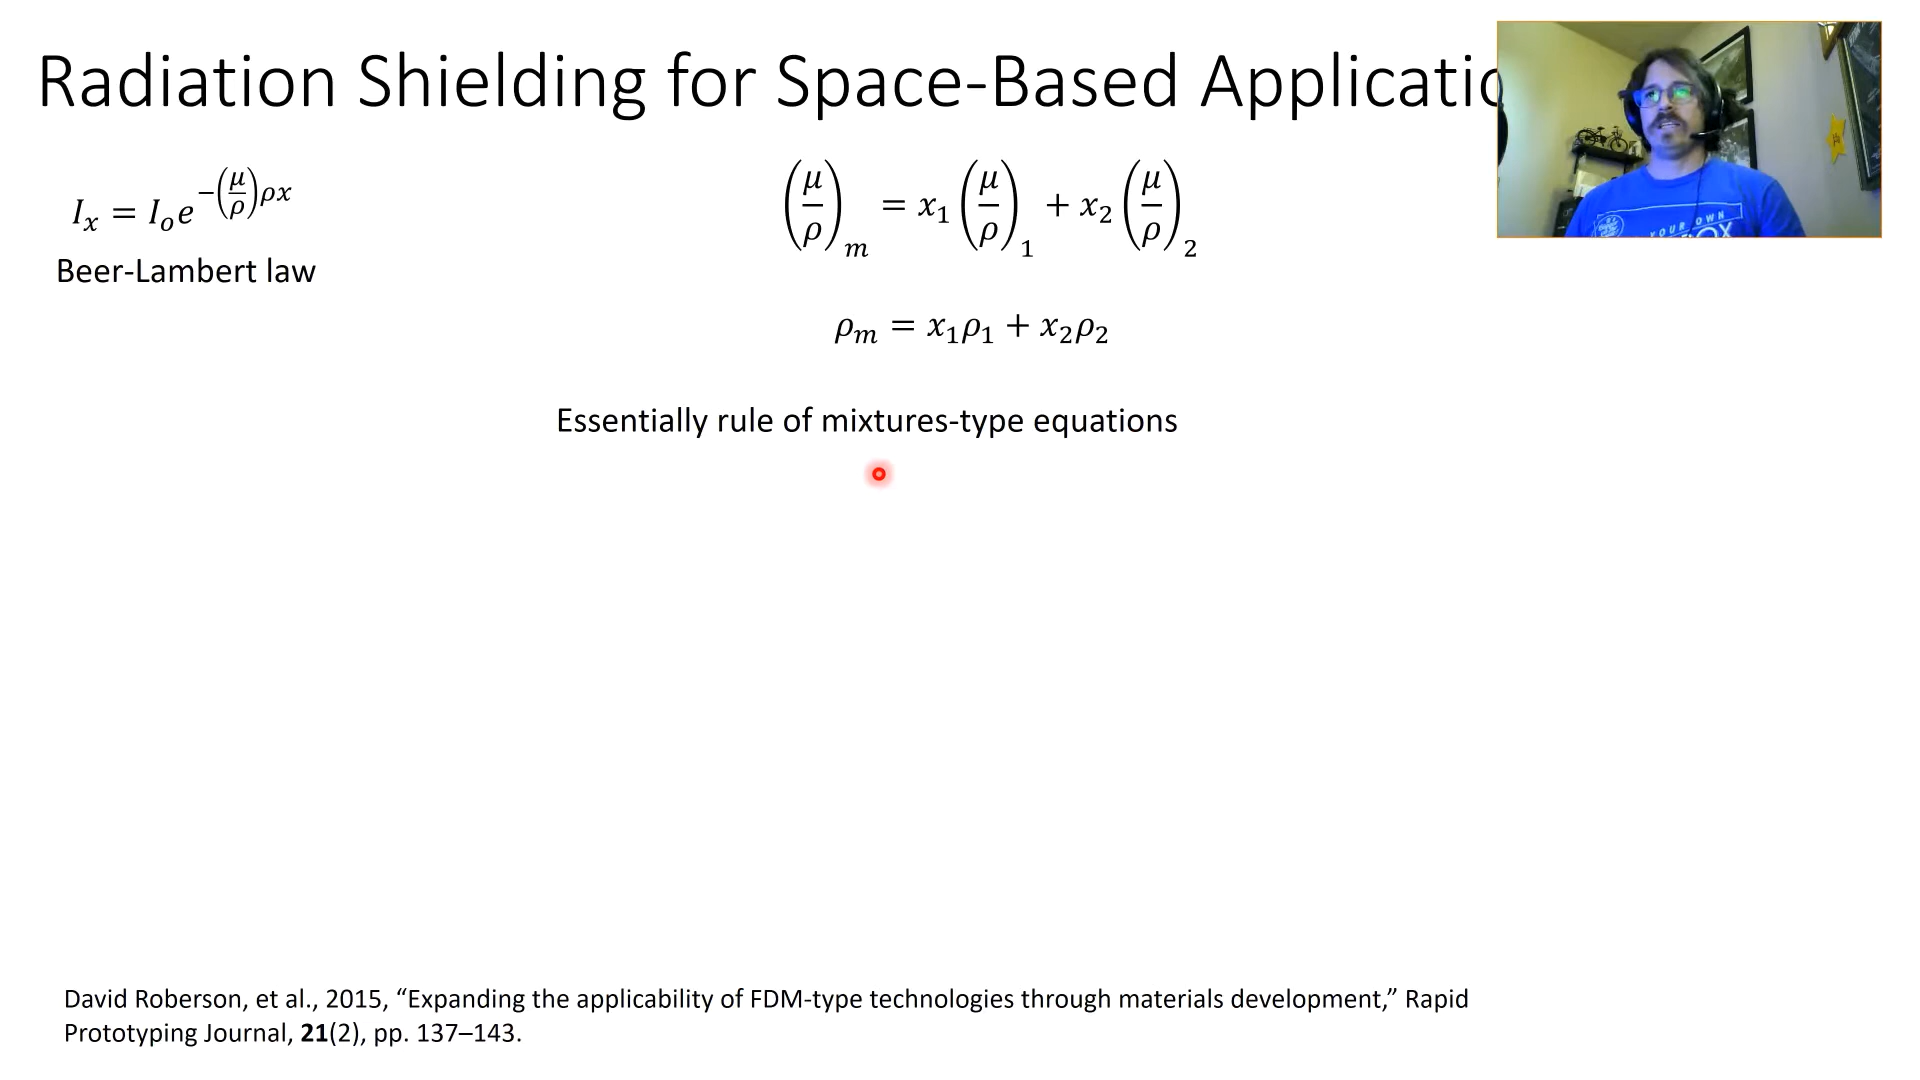 Radiation Shielding for Space-Based Applicatio
I_x = I_o e^{-(μ/ρ)ρx}
(μ/ρ)_m = x_1 (μ/ρ)_1 + x_2 (μ/ρ)_2
Beer-Lambert law
ρ_m = x_1ρ_1 + x_2ρ_2
Essentially rule of mixtures-type equations
YOUR OWN
David Roberson, et al., 2015, “Expanding the applicability of FDM-type technologies through materials development,” Rapid
Prototyping Journal, 21(2), pp. 137–143.